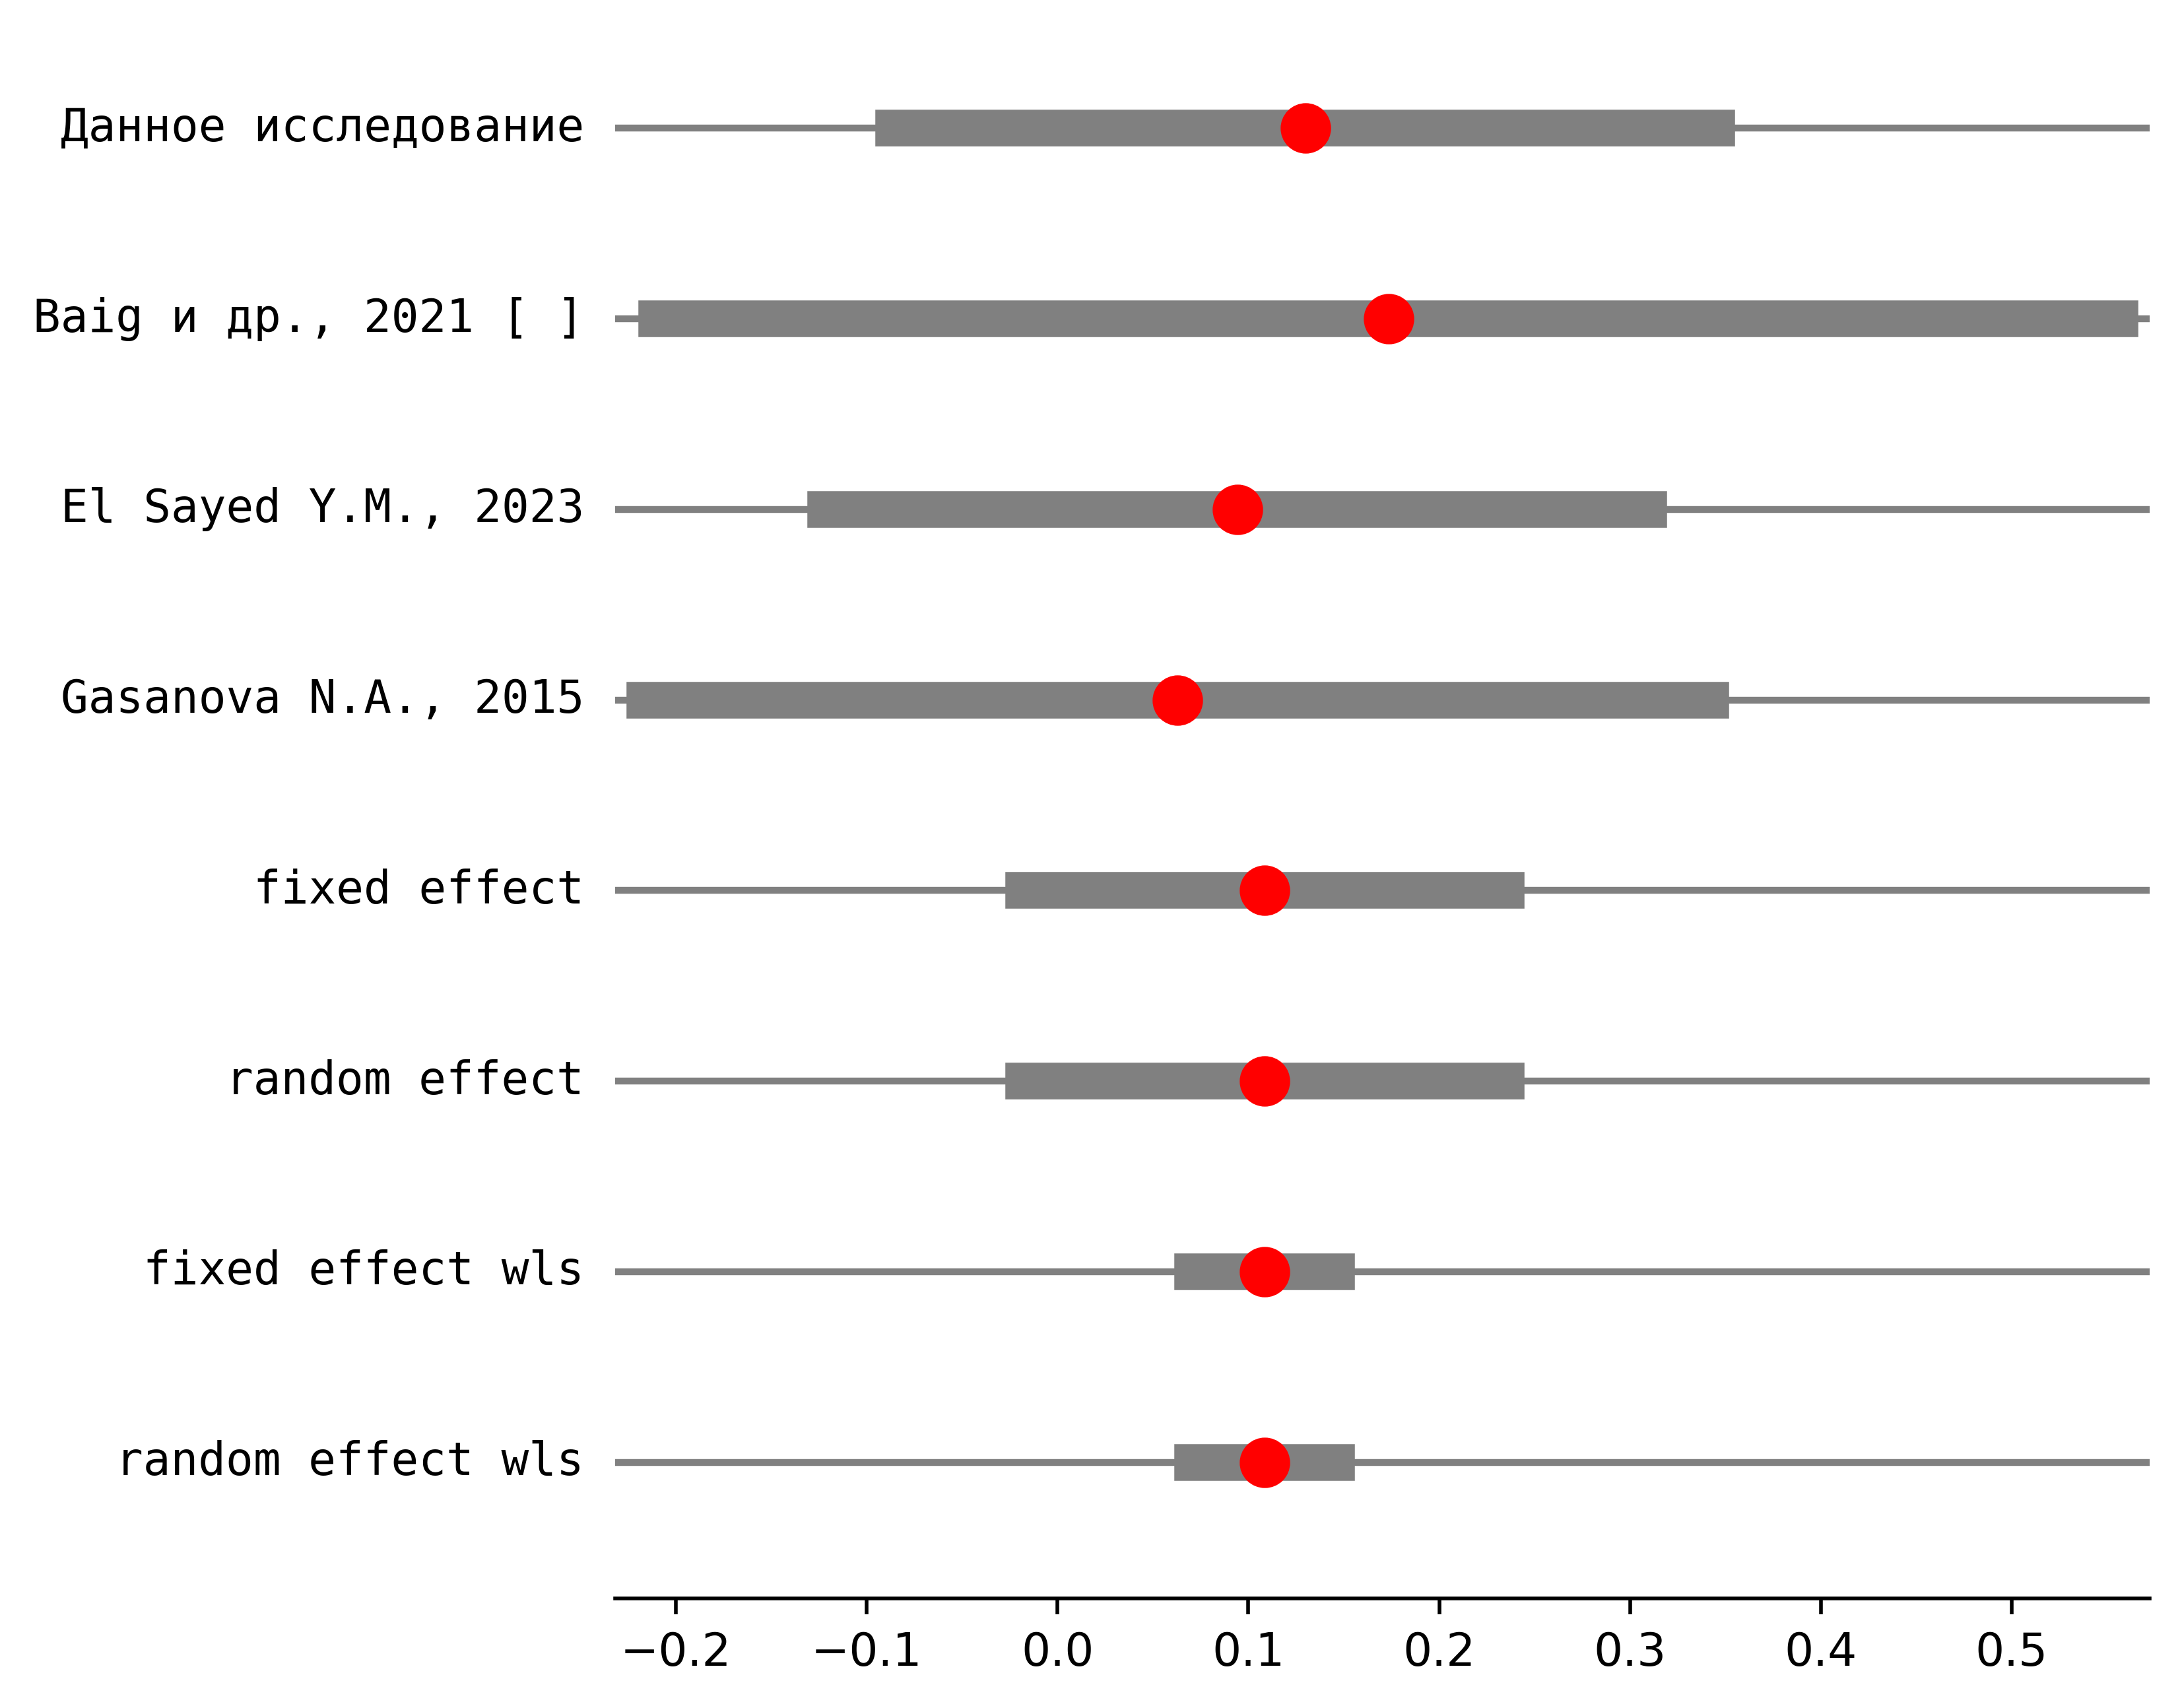 Данное исследование
Baig и др., 2021 [ ]
El Sayed Y.M., 2023
Gasanova N.A., 2015
fixed effect
random effect
fixed effect wls
random effect wls
−0.2 −0.1 0.0 0.1 0.2 0.3 0.4 0.5